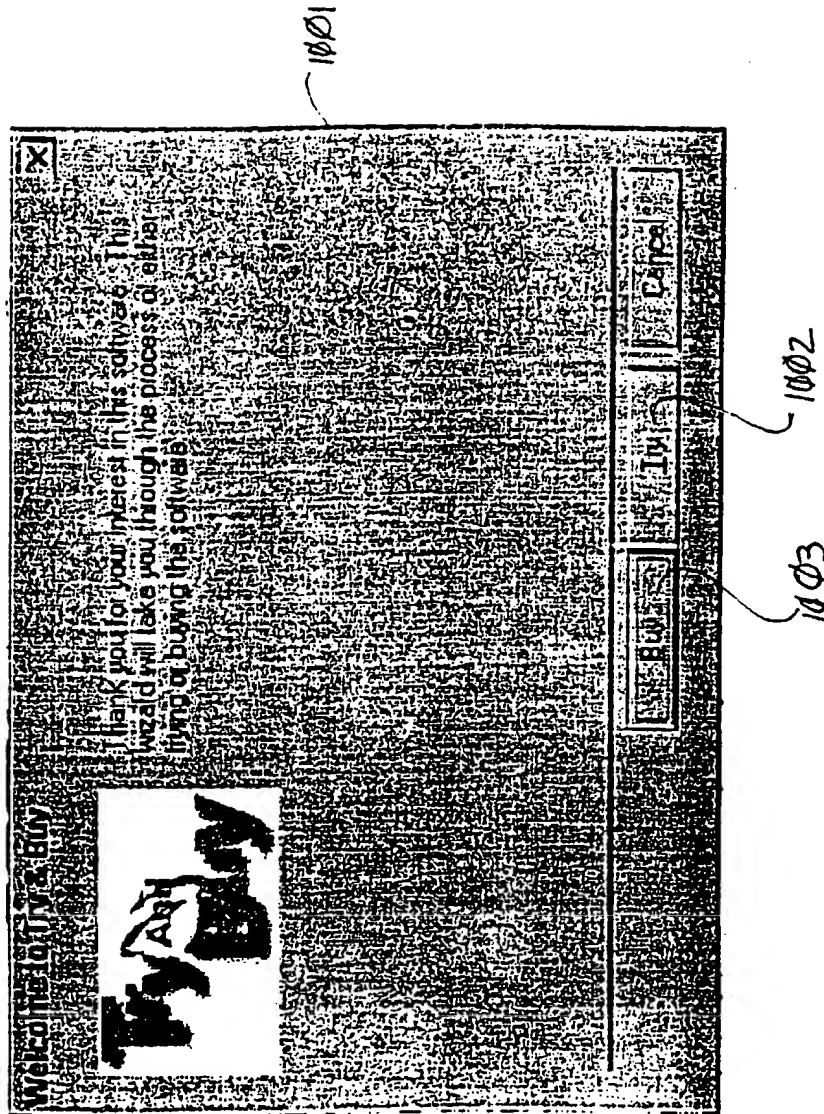 Welcome to Try & Buy
X
Try
And
Buy
Thank you for your interest in this software. This
wizard will take you through the process of either
trying or buying the software
Buy
Try
Cancel
1001
1002
1003